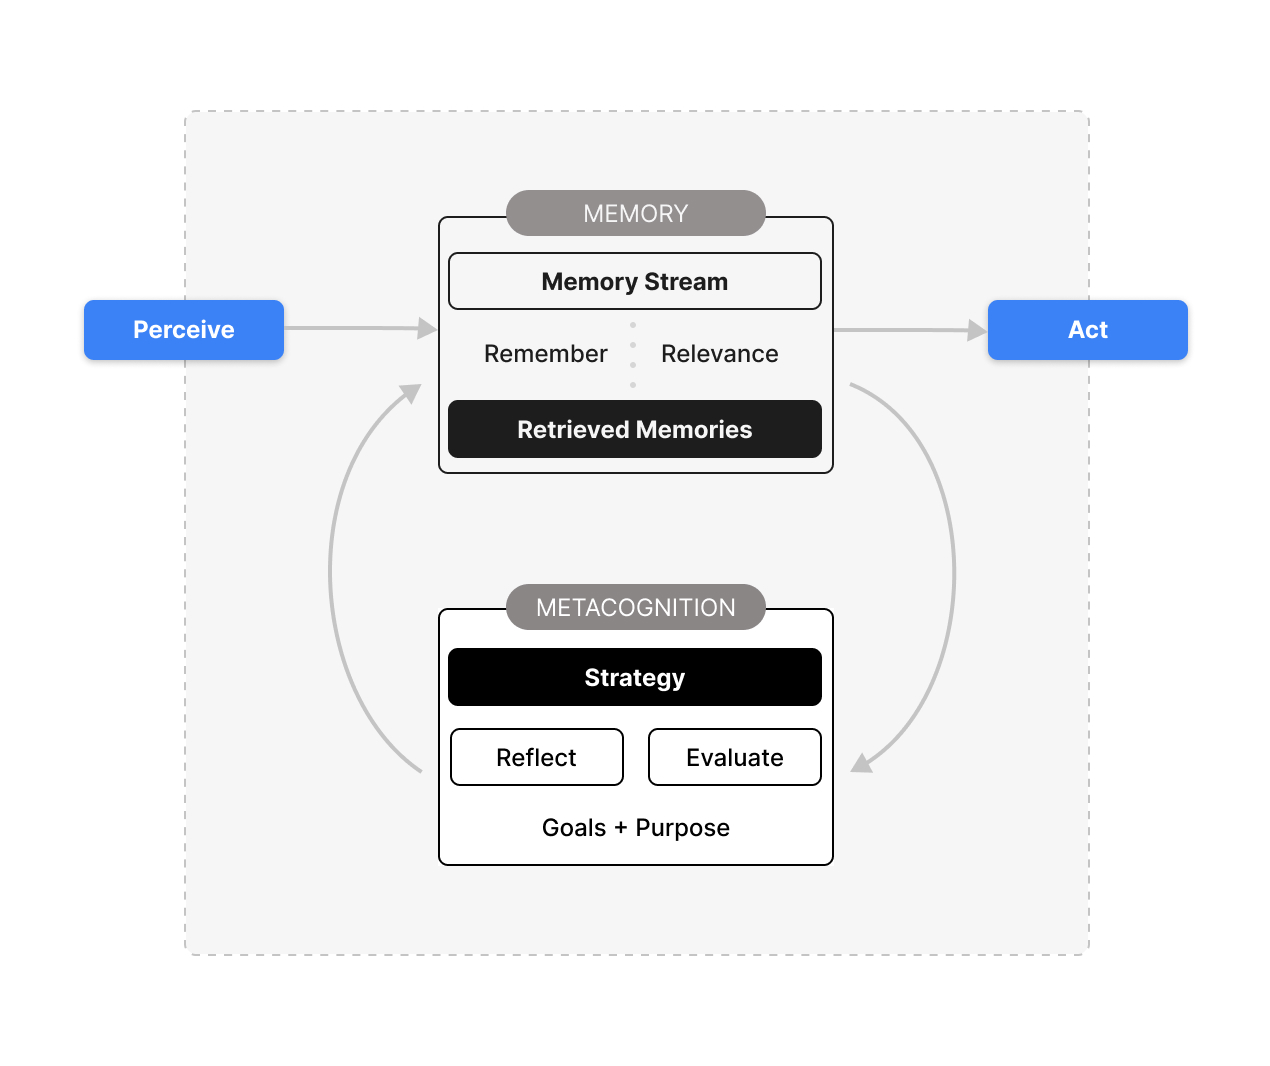 MEMORY
Memory Stream
Perceive
Act
Remember
Relevance
Retrieved Memories
METACOGNITION
Strategy
Reflect
Evaluate
Goals + Purpose